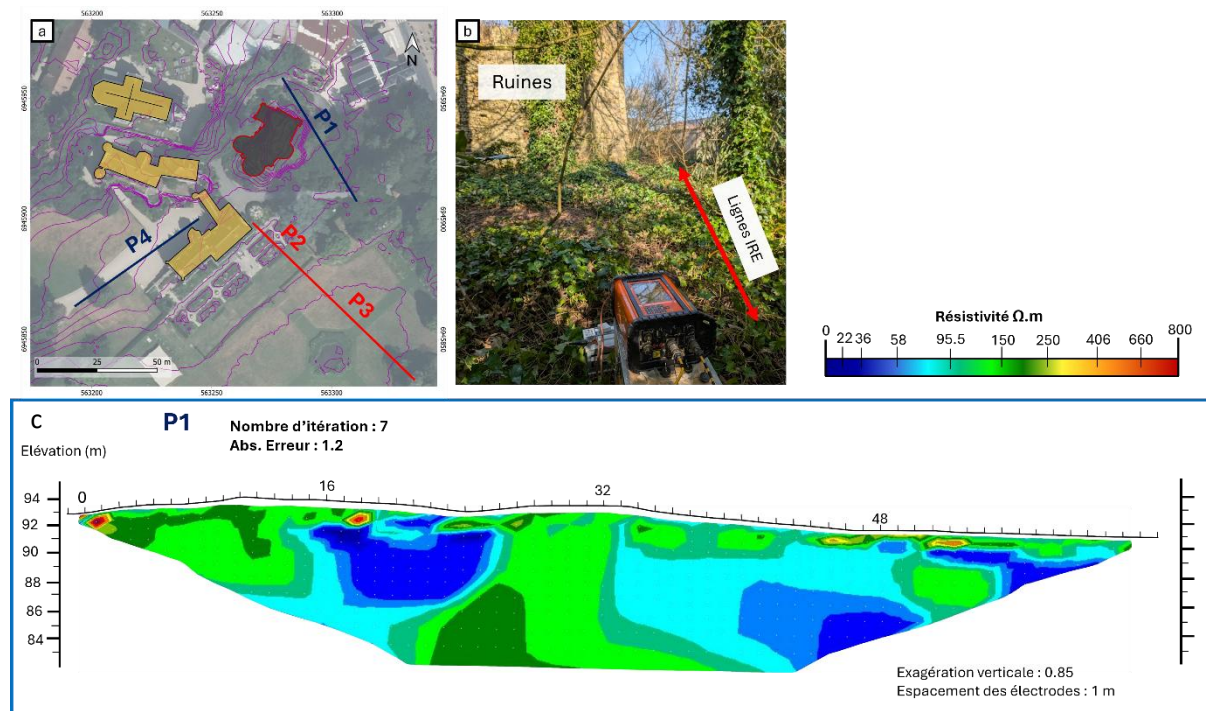 a
563200
563250
563300
N
6945950
6945950
P1
6945900
6945900
P4
P2
P3
6945850
6945850
0 25 50 m
563200
563250
563300
b
Ruines
Lignes IRE
Résistivité Ω.m
0 22 36 58 95.5 150 250 406 660 800
C
P1
Nombre d'itération : 7
Abs. Erreur : 1.2
Elévation (m)
94
92
90
88
86
84
0
16
32
48
Exagération verticale : 0.85
Espacement des électrodes : 1 m